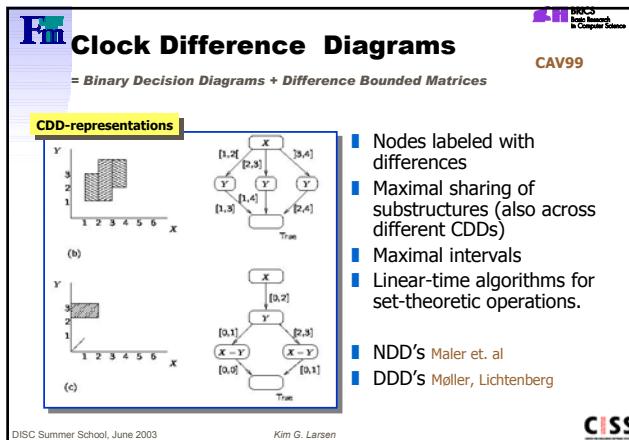 Fm
BRICS
Basic Research
in Computer Science
Clock Difference Diagrams
CAV99
= Binary Decision Diagrams + Difference Bounded Matrices
CDD-representations
Y
3
2
1
1 2 3 4 5 6 X
(b)
X
[1,2[ [2,3[ ]3,4]
Y Y Y
[1,3] [1,4] [2,4]
True
Y
3
2
1
1 2 3 4 5 6
X
(c)
X
[0,2]
Y
[0,1] [2,3]
X − Y X − Y
[0,0] [0,1]
True
Nodes labeled with
differences
Maximal sharing of
substructures (also across
different CDDs)
Maximal intervals
Linear-time algorithms for
set-theoretic operations.
NDD's Maler et. al
DDD's Møller, Lichtenberg
DISC Summer School, June 2003 Kim G. Larsen
CISS